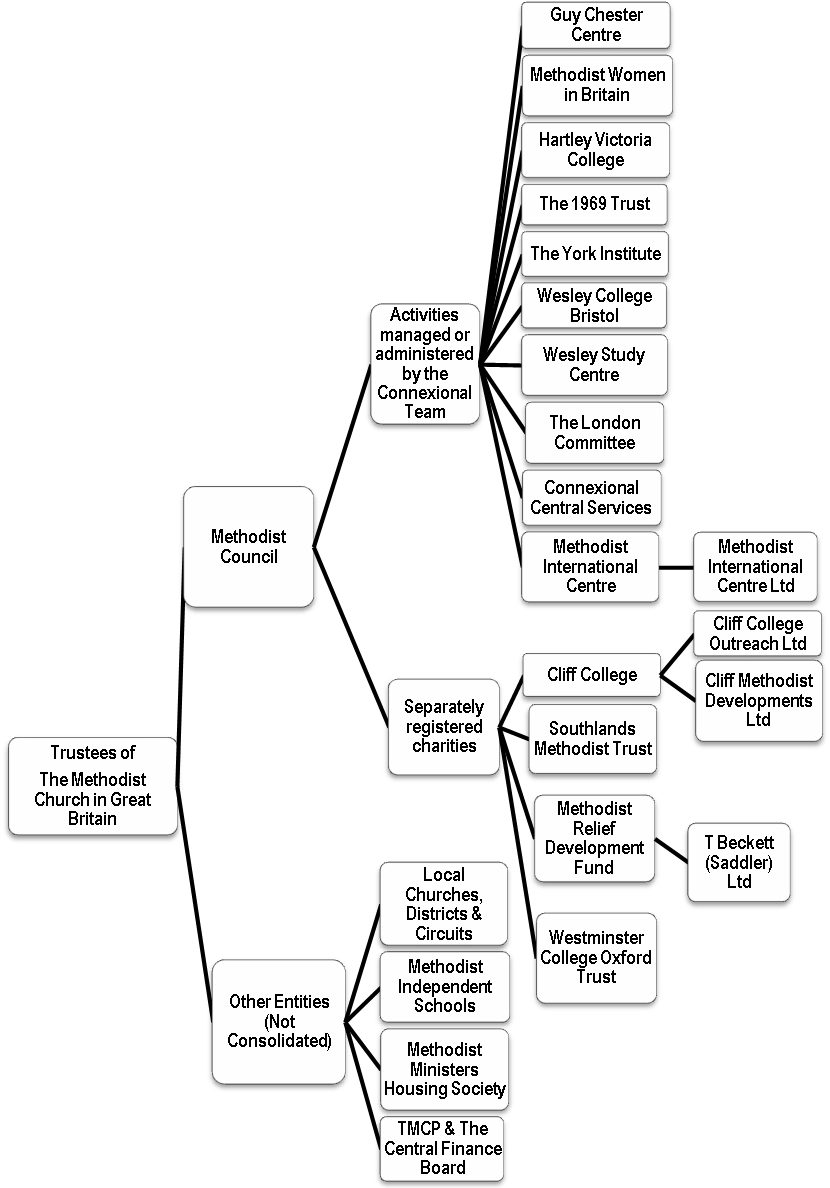 Guy Chester
Centre
Methodist Women
in Britain
Hartley Victoria
College
The 1969 Trust
The York Institute
Wesley College
Bristol
Wesley Study
Centre
The London
Committee
Connexional
Central Services
Methodist
International
Centre
Methodist
International
Centre Ltd
Activities
managed or
administered
by the
Connexional
Team
Methodist
Council
Separately
registered
charities
Cliff College
Cliff College
Outreach Ltd
Cliff Methodist
Developments
Ltd
Southlands
Methodist Trust
Methodist
Relief
Development
Fund
T Beckett
(Saddler)
Ltd
Westminster
College Oxford
Trust
Trustees of
The Methodist
Church in Great
Britain
Other Entities
(Not
Consolidated)
Local
Churches,
Districts &
Circuits
Methodist
Independent
Schools
Methodist
Ministers
Housing Society
TMCP & The
Central Finance
Board